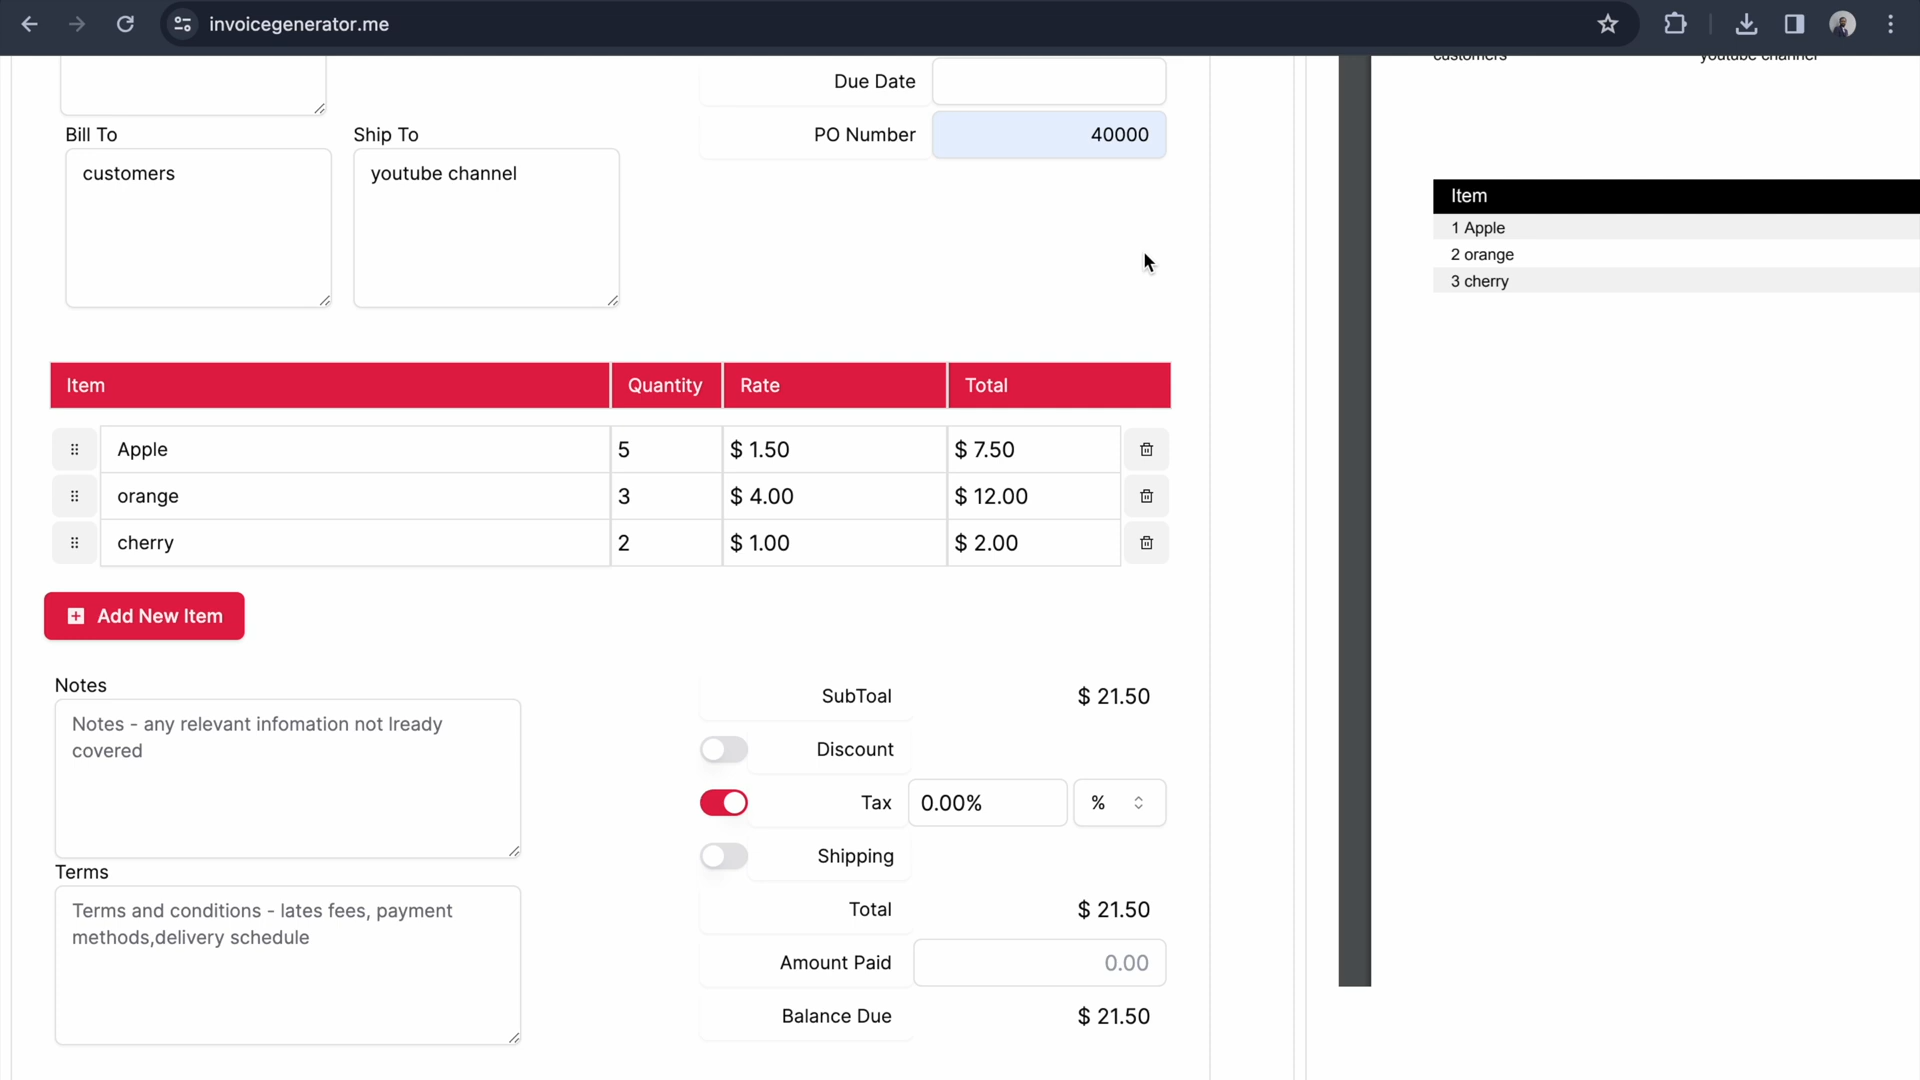 invoicegenerator.me
customers
youtube channel
Due Date
PO Number
40000
Bill To
Ship To
customers
youtube channel
Item
1 Apple
2 orange
3 cherry
Item Quantity Rate Total
Apple 5 $ 1.50 $ 7.50
orange 3 $ 4.00 $ 12.00
cherry 2 $ 1.00 $ 2.00
Add New Item
Notes
Notes - any relevant infomation not lready
covered
Terms
Terms and conditions - lates fees, payment
methods,delivery schedule
SubToal $ 21.50
Discount
Tax 0.00% %
Shipping
Total $ 21.50
Amount Paid 0.00
Balance Due $ 21.50